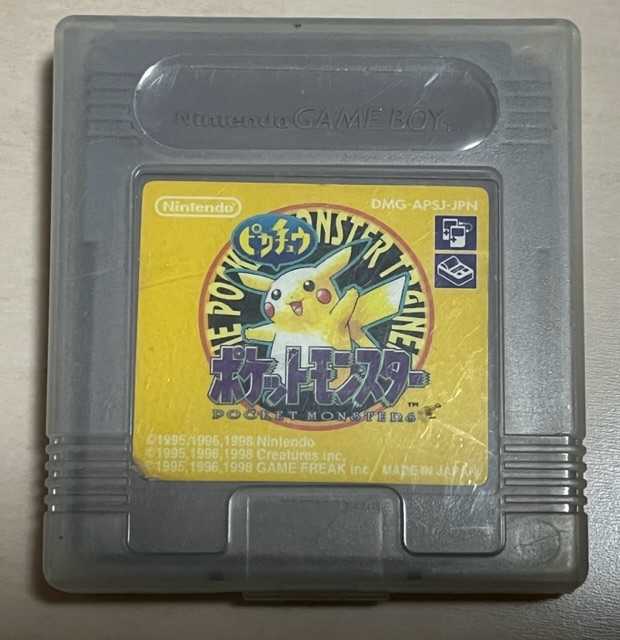 Nintendo GAME BOY
Nintendo
DMG-APSJ-JPN
MONSTER
ピカチュウ
ポケットモンスター
POCKET MONSTERS
TM
©1995,1996,1998 Nintendo
©1995,1996,1998 Creatures inc.
©1995,1996,1998 GAME FREAK inc.
MADE IN JAPAN